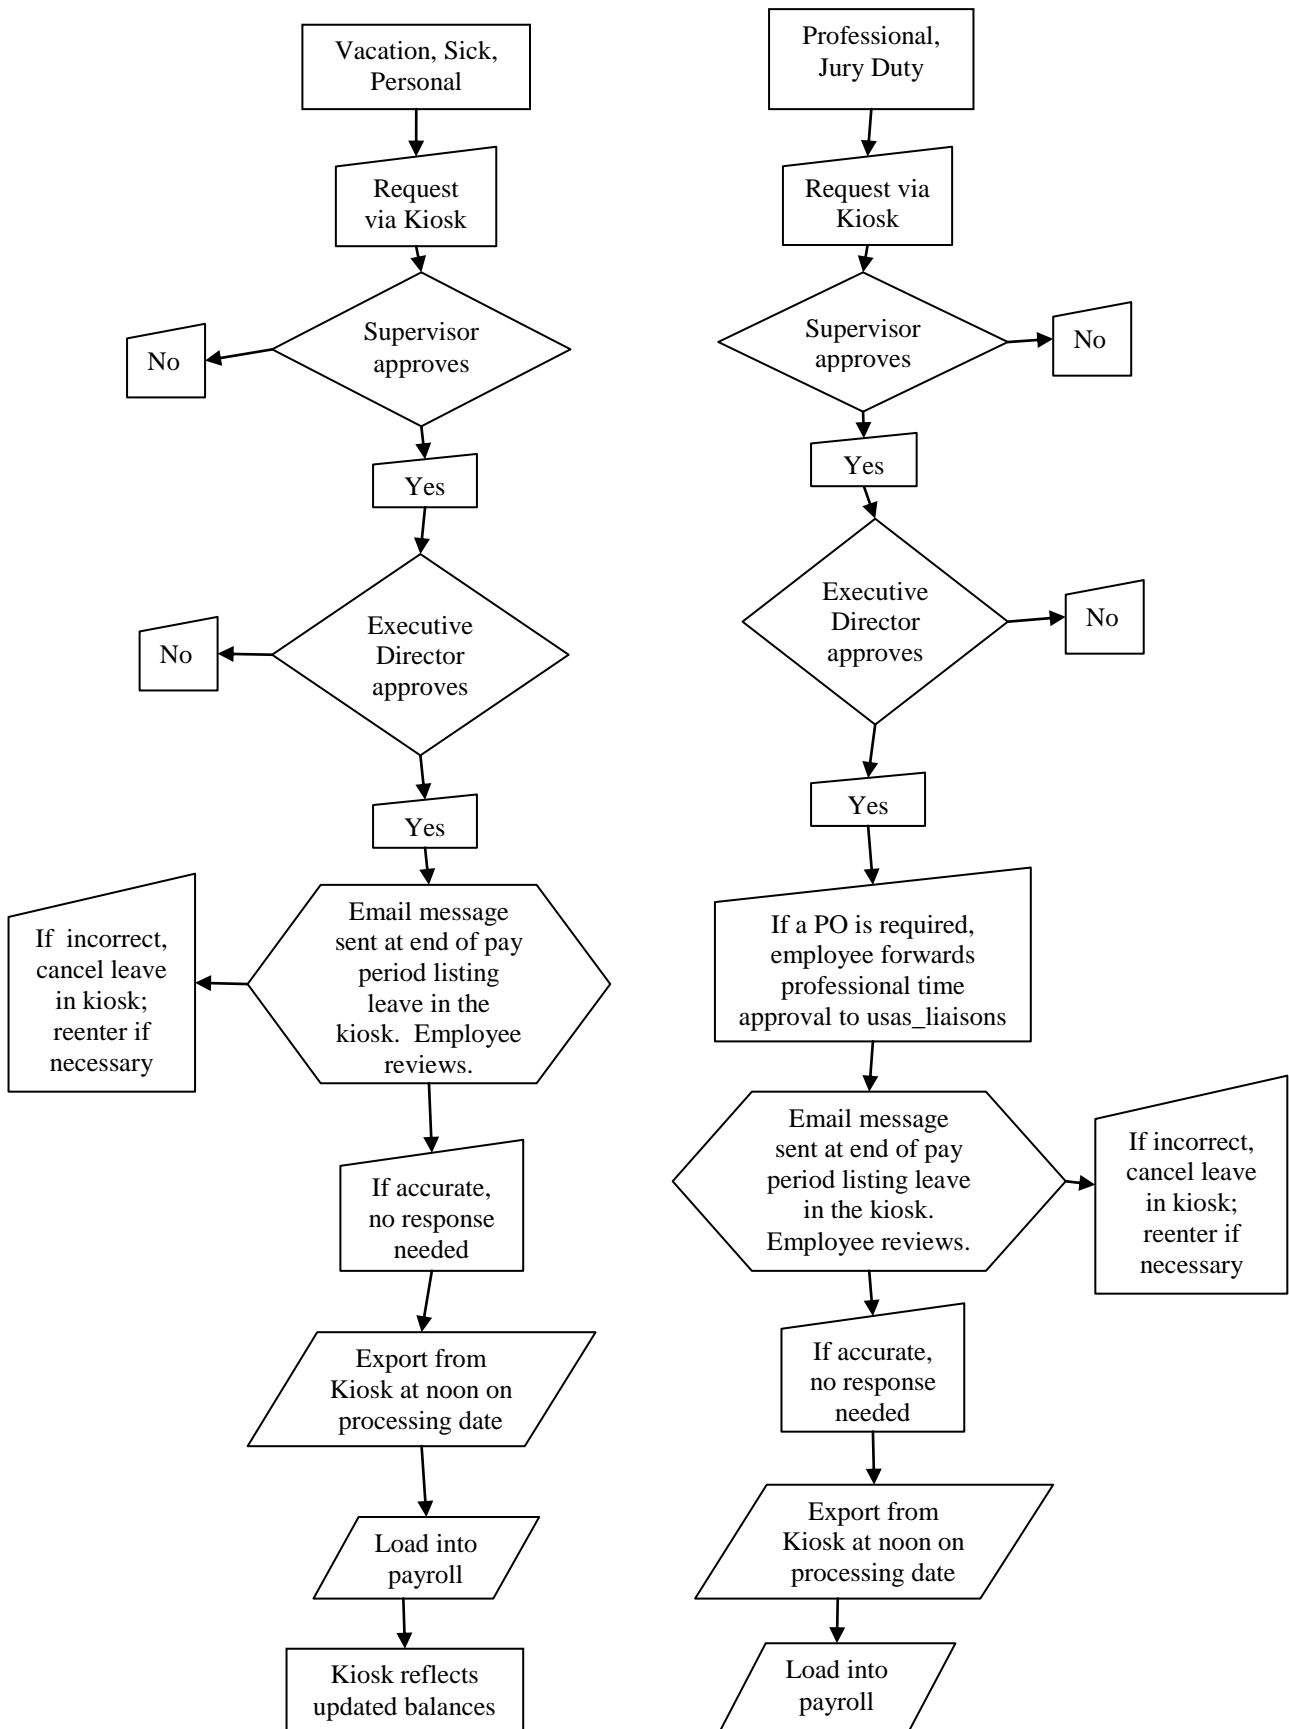 Vacation, Sick,
Personal
Request
via Kiosk
Supervisor
approves
No
Yes
Executive
Director
approves
No
Yes
Email message
sent at end of pay
period listing
leave in the
kiosk.  Employee
reviews.
If  incorrect,
cancel leave
in kiosk;
reenter if
necessary
If accurate,
no response
needed
Export from
Kiosk at noon on
processing date
Load into
payroll
Kiosk reflects
updated balances
Professional,
Jury Duty
Request via
Kiosk
Supervisor
approves
No
Yes
Executive
Director
approves
No
Yes
If a PO is required,
employee forwards
professional time
approval to usas_liaisons
Email message
sent at end of pay
period listing leave
in the kiosk.
Employee reviews.
If incorrect,
cancel leave
in kiosk;
reenter if
necessary
If accurate,
no response
needed
Export from
Kiosk at noon on
processing date
Load into
payroll